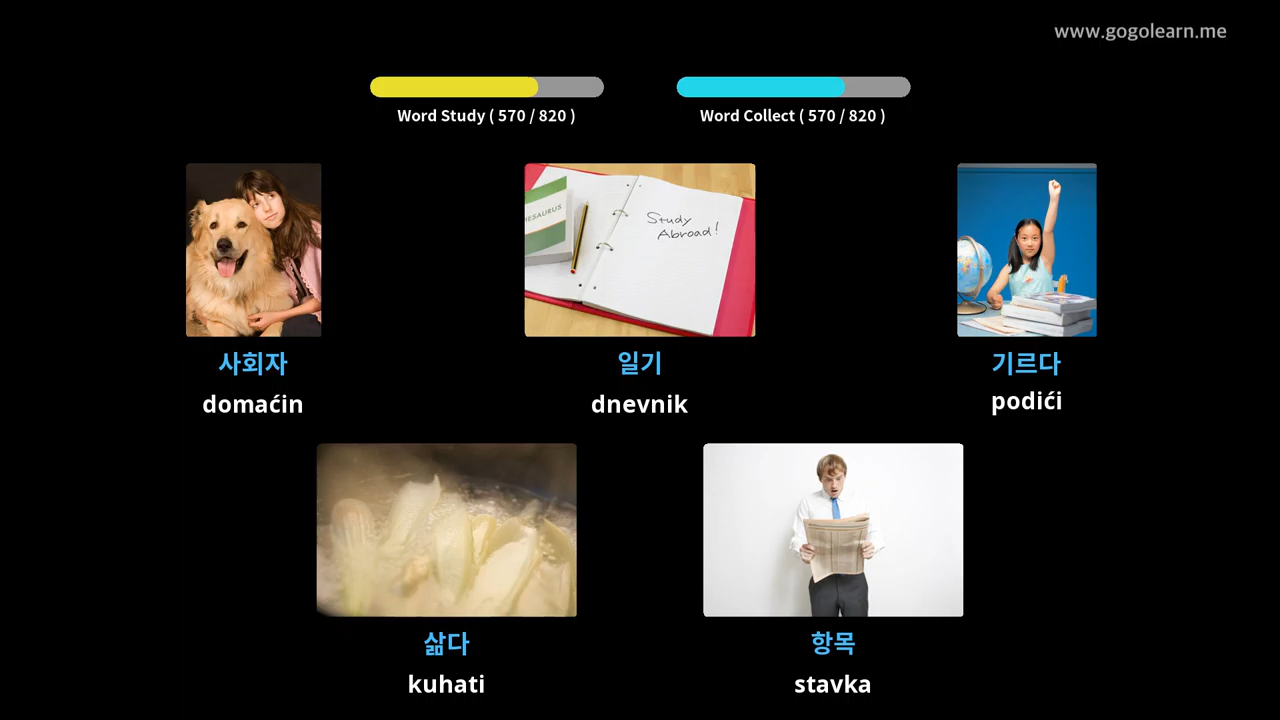 www.gogolearn.me
Word Study ( 570 / 820 )
Word Collect ( 570 / 820 )
HESAURUS
Study
Abroad!
사회자
일기
기르다
domaćin
dnevnik
podići
삶다
항목
kuhati
stavka